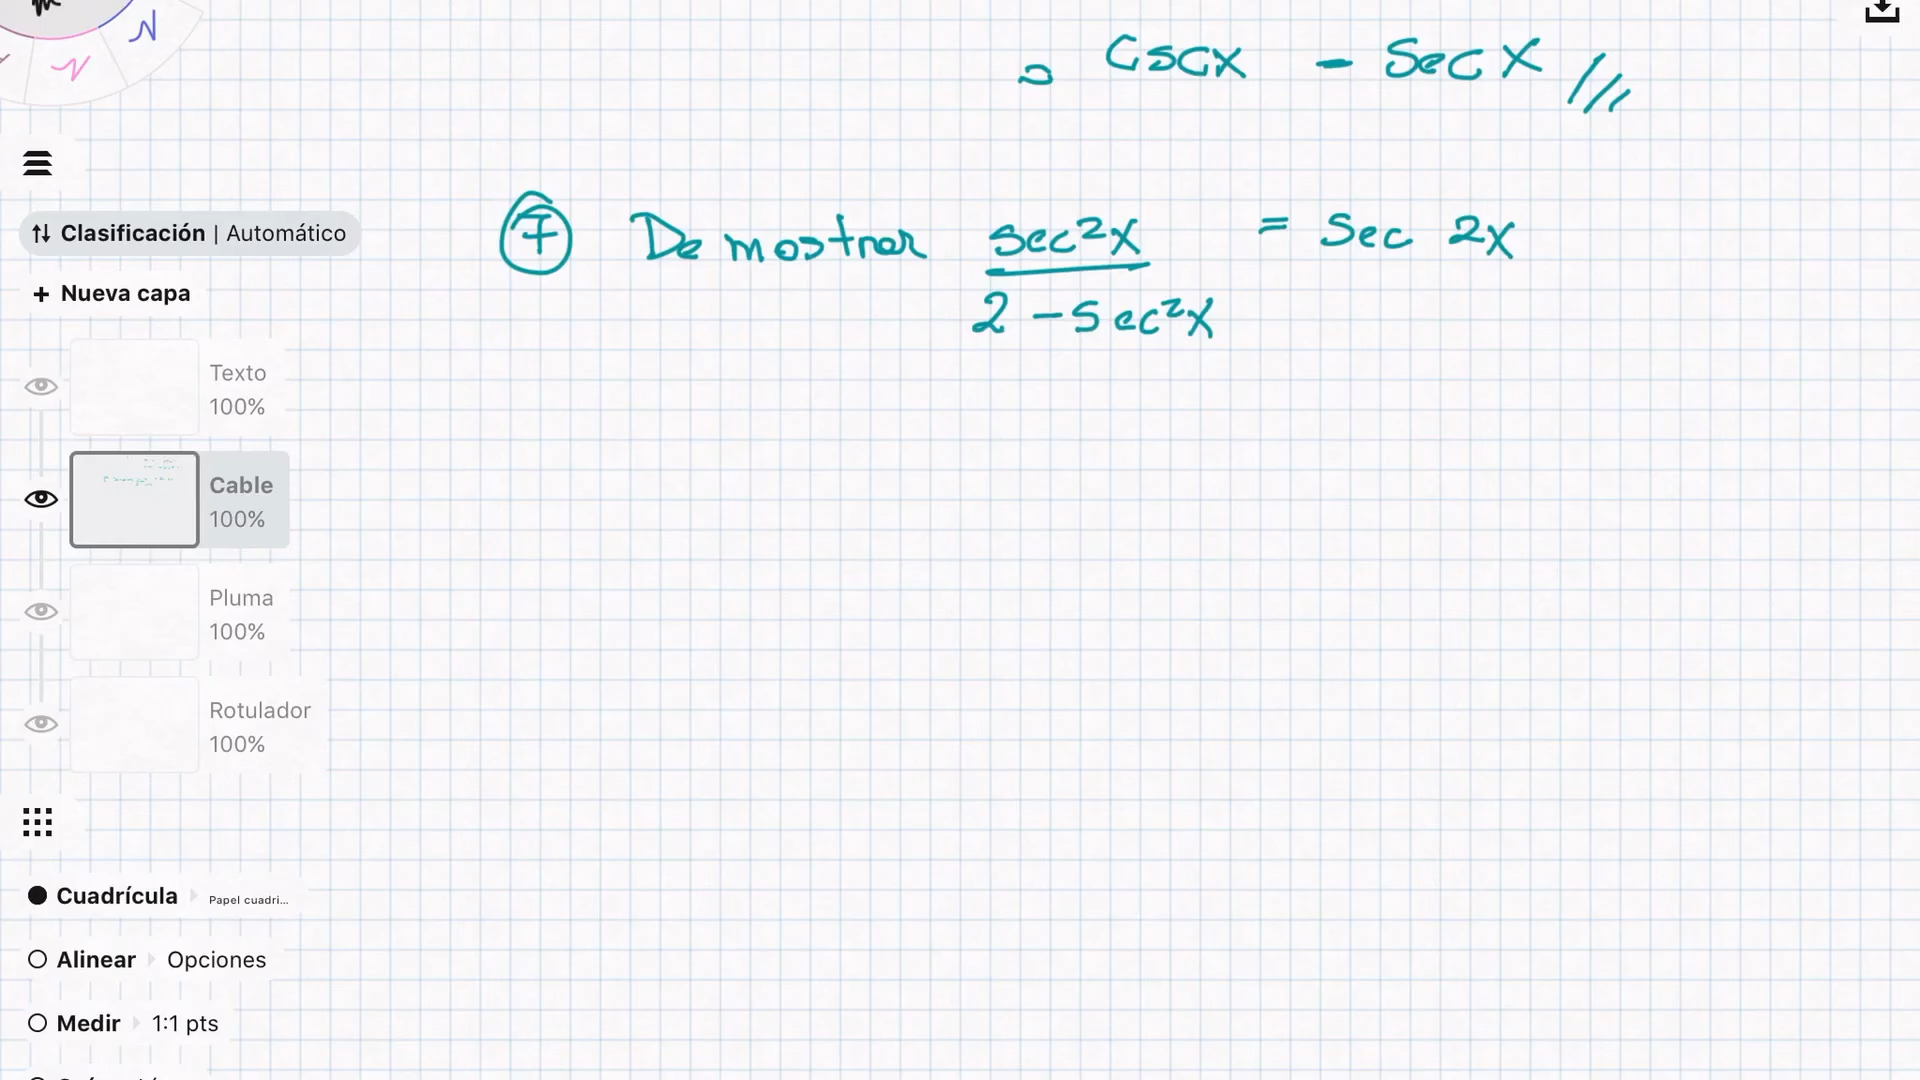 = CSCX - Sec X
⑦ Demostrar sec²x / 2 - Sec²x = Sec 2x
Clasificación | Automático
+ Nueva capa
Texto
100%
Cable
100%
Pluma
100%
Rotulador
100%
Cuadrícula Papel cuadri...
Alinear Opciones
Medir 1:1 pts